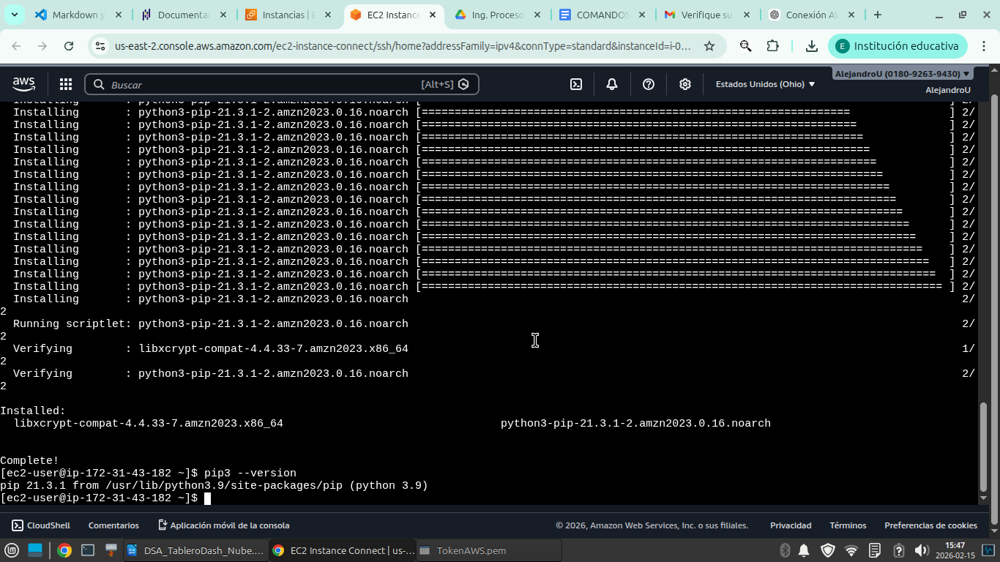 Markdown y
Documenta
Instancias | E
EC2 Instance
Ing. Proceso
COMANDOS
Verifique su
Conexión AV
us-east-2.console.aws.amazon.com/ec2-instance-connect/ssh/home?addressFamily=ipv4&connType=standard&instanceId=i-0...
E Institución educativa
aws
Buscar [Alt+S]
Estados Unidos (Ohio)
AlejandroU (0180-9263-9430)
AlejandroU
Installing : python3-pip-21.3.1-2.amzn2023.0.16.noarch [================================================================= ] 2/
Installing : python3-pip-21.3.1-2.amzn2023.0.16.noarch [================================================================== ] 2/
Installing : python3-pip-21.3.1-2.amzn2023.0.16.noarch [=================================================================== ] 2/
Installing : python3-pip-21.3.1-2.amzn2023.0.16.noarch [==================================================================== ] 2/
Installing : python3-pip-21.3.1-2.amzn2023.0.16.noarch [===================================================================== ] 2/
Installing : python3-pip-21.3.1-2.amzn2023.0.16.noarch [====================================================================== ] 2/
Installing : python3-pip-21.3.1-2.amzn2023.0.16.noarch [======================================================================= ] 2/
Installing : python3-pip-21.3.1-2.amzn2023.0.16.noarch [======================================================================== ] 2/
Installing : python3-pip-21.3.1-2.amzn2023.0.16.noarch [========================================================================= ] 2/
Installing : python3-pip-21.3.1-2.amzn2023.0.16.noarch [========================================================================== ] 2/
Installing : python3-pip-21.3.1-2.amzn2023.0.16.noarch [=========================================================================== ] 2/
Installing : python3-pip-21.3.1-2.amzn2023.0.16.noarch [============================================================================ ] 2/
Installing : python3-pip-21.3.1-2.amzn2023.0.16.noarch [============================================================================= ] 2/
Installing : python3-pip-21.3.1-2.amzn2023.0.16.noarch [============================================================================== ] 2/
Installing : python3-pip-21.3.1-2.amzn2023.0.16.noarch [=============================================================================== ] 2/
Installing : python3-pip-21.3.1-2.amzn2023.0.16.noarch 2/
2
Running scriptlet: python3-pip-21.3.1-2.amzn2023.0.16.noarch 2/
2
Verifying : libxcrypt-compat-4.4.33-7.amzn2023.x86_64 1/
2
Verifying : python3-pip-21.3.1-2.amzn2023.0.16.noarch 2/
2
Installed:
libxcrypt-compat-4.4.33-7.amzn2023.x86_64 python3-pip-21.3.1-2.amzn2023.0.16.noarch
Complete!
[ec2-user@ip-172-31-43-182 ~]$ pip3 --version
pip 21.3.1 from /usr/lib/python3.9/site-packages/pip (python 3.9)
[ec2-user@ip-172-31-43-182 ~]$
CloudShell Comentarios Aplicación móvil de la consola © 2026, Amazon Web Services, Inc. o sus filiales. Privacidad Términos Preferencias de cookies
DSA_TableroDash_Nube....
EC2 Instance Connect | us-...
TokenAWS.pem
15:47
2026-02-15